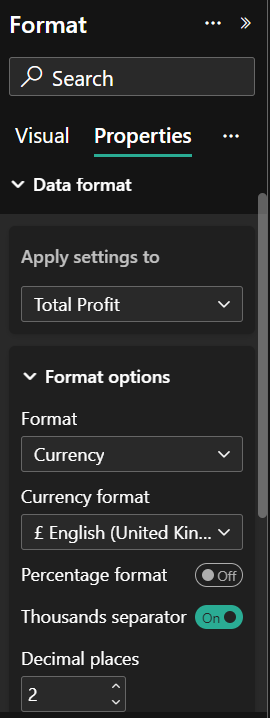 Format
Search
Visual Properties
Data format
Apply settings to
Total Profit
Format options
Format
Currency
Currency format
£ English (United Kin...
Percentage format Off
Thousands separator On
Decimal places
2